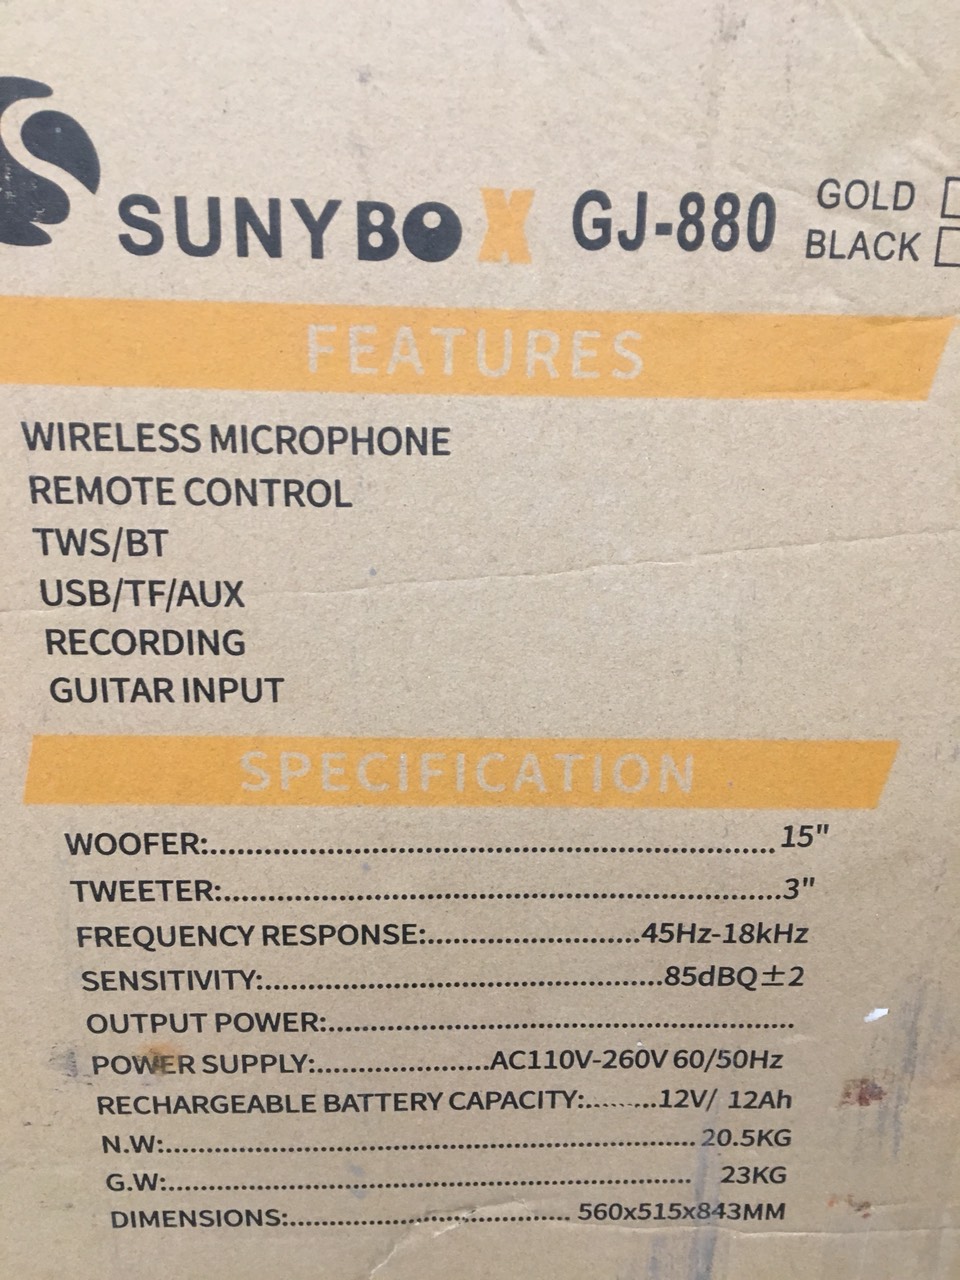 SUNYBOX GJ-880 GOLD
BLACK
FEATURES
WIRELESS MICROPHONE
REMOTE CONTROL
TWS/BT
USB/TF/AUX
RECORDING
GUITAR INPUT
SPECIFICATION
WOOFER:......................................................................15"
TWEETER:....................................................................3"
FREQUENCY RESPONSE:..........................45Hz-18kHz
SENSITIVITY:.................................................85dBQ±2
OUTPUT POWER:...........................................................
POWER SUPPLY:......................AC110V-260V 60/50Hz
RECHARGEABLE BATTERY CAPACITY:.........12V/ 12Ah
N.W:.................................................................... 20.5KG
G.W:.................................................................... 23KG
DIMENSIONS:.................................... 560x515x843MM